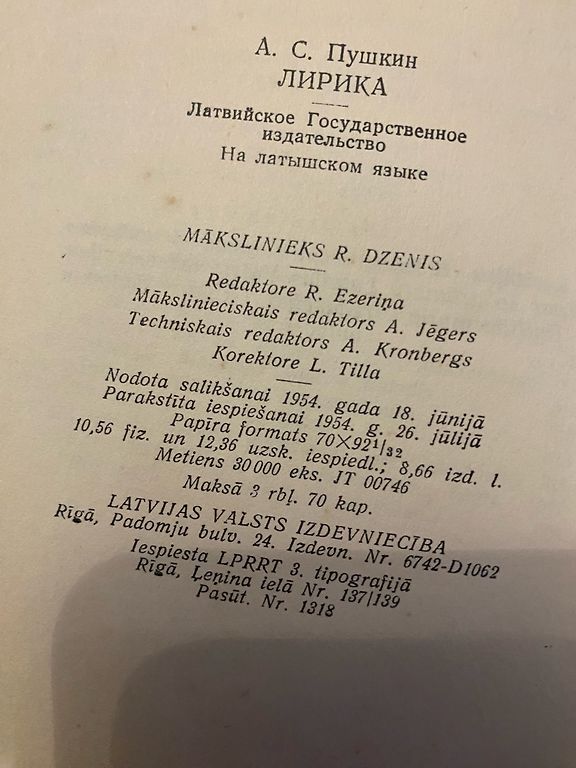 А. С. Пушкин
ЛИРИКА
Латвийское Государственное
издательство
На латышском языке
MĀKSLINIEKS R. DZENIS
Redaktore R. Ezeriņa
Mākslinieciskais redaktors A. Jēgers
Techniskais redaktors A. Kronbergs
Korektore L. Tilla
Nodota salikšanai 1954. gada 18. jūnijā
Parakstīta iespiešanai 1954. g. 26. jūlijā
Papīra formats 70×92 1/32
10,56 fiz. un 12,36 uzsk. iespiedl.; 8,66 izd. l.
Metiens 30 000 eks. JT 00746
Maksā 3 rbļ. 70 kap.
LATVIJAS VALSTS IZDEVNIECĪBA
Rīgā, Padomju bulv. 24. Izdevn. Nr. 6742-D1062
Iespiesta LPRRT 3. tipografijā
Rīgā, Ļeņina ielā Nr. 137/139
Pasūt. Nr. 1318